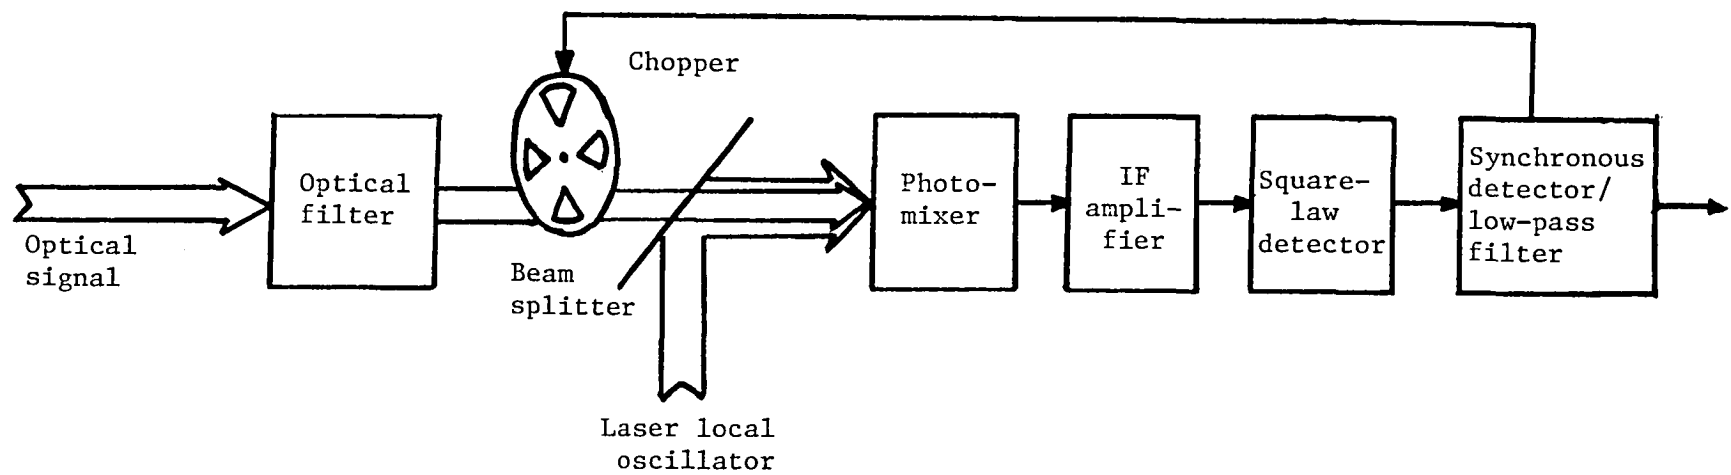 Chopper
Optical
filter
Optical
signal
Beam
splitter
Laser local
oscillator
Photo-
mixer
IF
ampli-
fier
Square-
law
detector
Synchronous
detector/
low-pass
filter